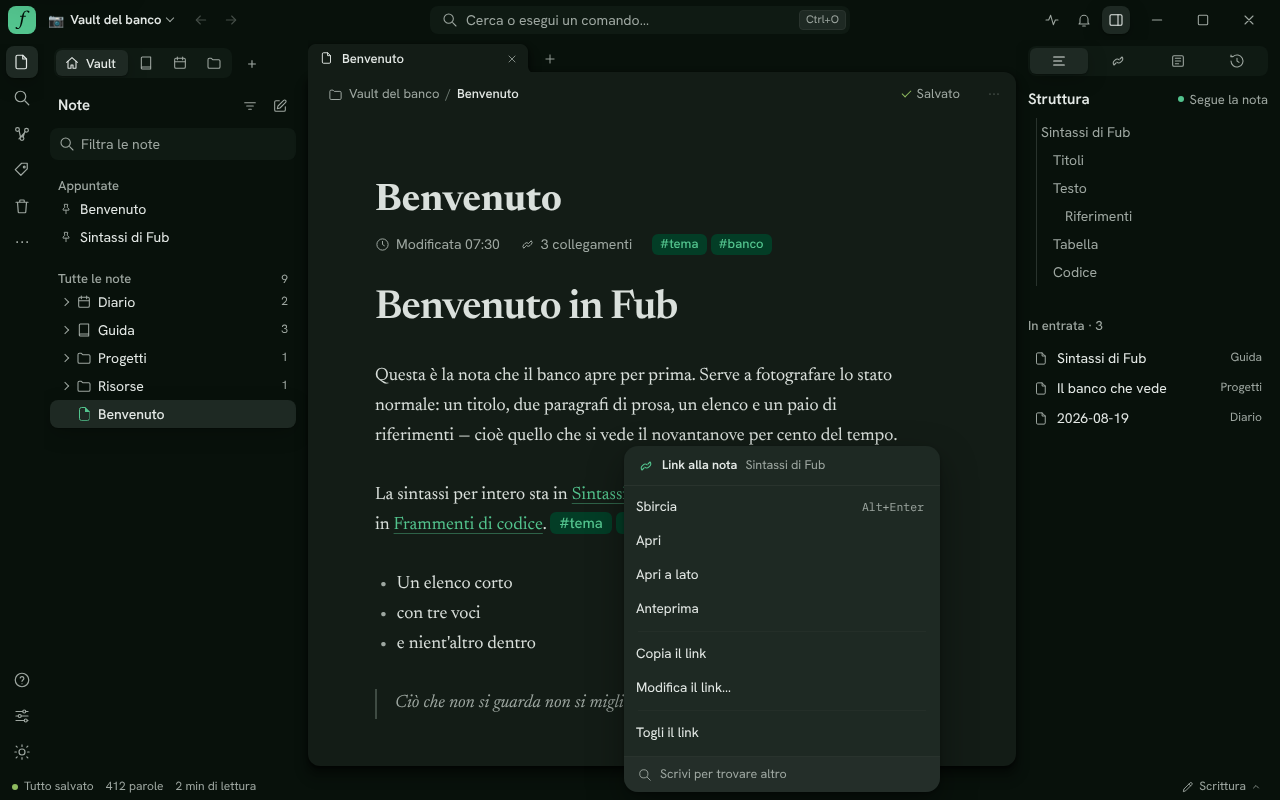 Vault del banco
Cerca o esegui un comando...
Ctrl+O
Vault
Note
Filtra le note
Appuntate
Benvenuto
Sintassi di Fub
Tutte le note 9
Diario 2
Guida 3
Progetti 1
Risorse 1
Benvenuto
Benvenuto
Vault del banco / Benvenuto
Salvato
Benvenuto
Modificata 07:30
3 collegamenti
#tema #banco
Benvenuto in Fub
Questa è la nota che il banco apre per prima. Serve a fotografare lo stato
normale: un titolo, due paragrafi di prosa, un elenco e un paio di
riferimenti — cioè quello che si vede il novantanove per cento del tempo.
La sintassi per intero sta in Sintass
in Frammenti di codice. #tema
• Un elenco corto
• con tre voci
• e nient'altro dentro
Ciò che non si guarda non si migli
Link alla nota Sintassi di Fub
Sbircia Alt+Enter
Apri
Apri a lato
Anteprima
Copia il link
Modifica il link...
Togli il link
Scrivi per trovare altro
Struttura
Segue la nota
Sintassi di Fub
Titoli
Testo
Riferimenti
Tabella
Codice
In entrata · 3
Sintassi di Fub Guida
Il banco che vede Progetti
2026-08-19 Diario
Tutto salvato 412 parole 2 min di lettura
Scrittura